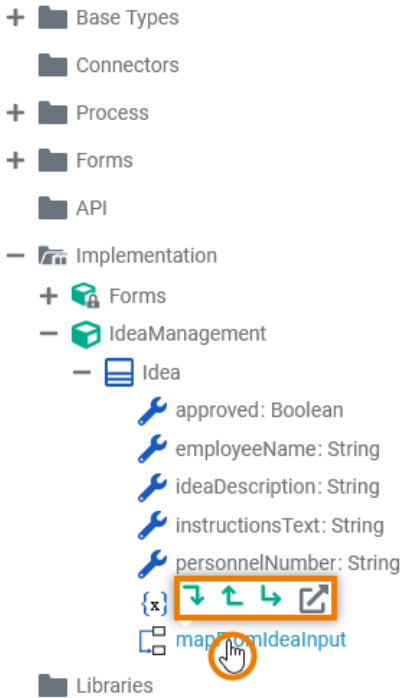 Base Types
Connectors
Process
Forms
API
Implementation
Forms
IdeaManagement
Idea
approved: Boolean
employeeName: String
ideaDescription: String
instructionsText: String
personnelNumber: String
{x}
mapFromIdeaInput
Libraries